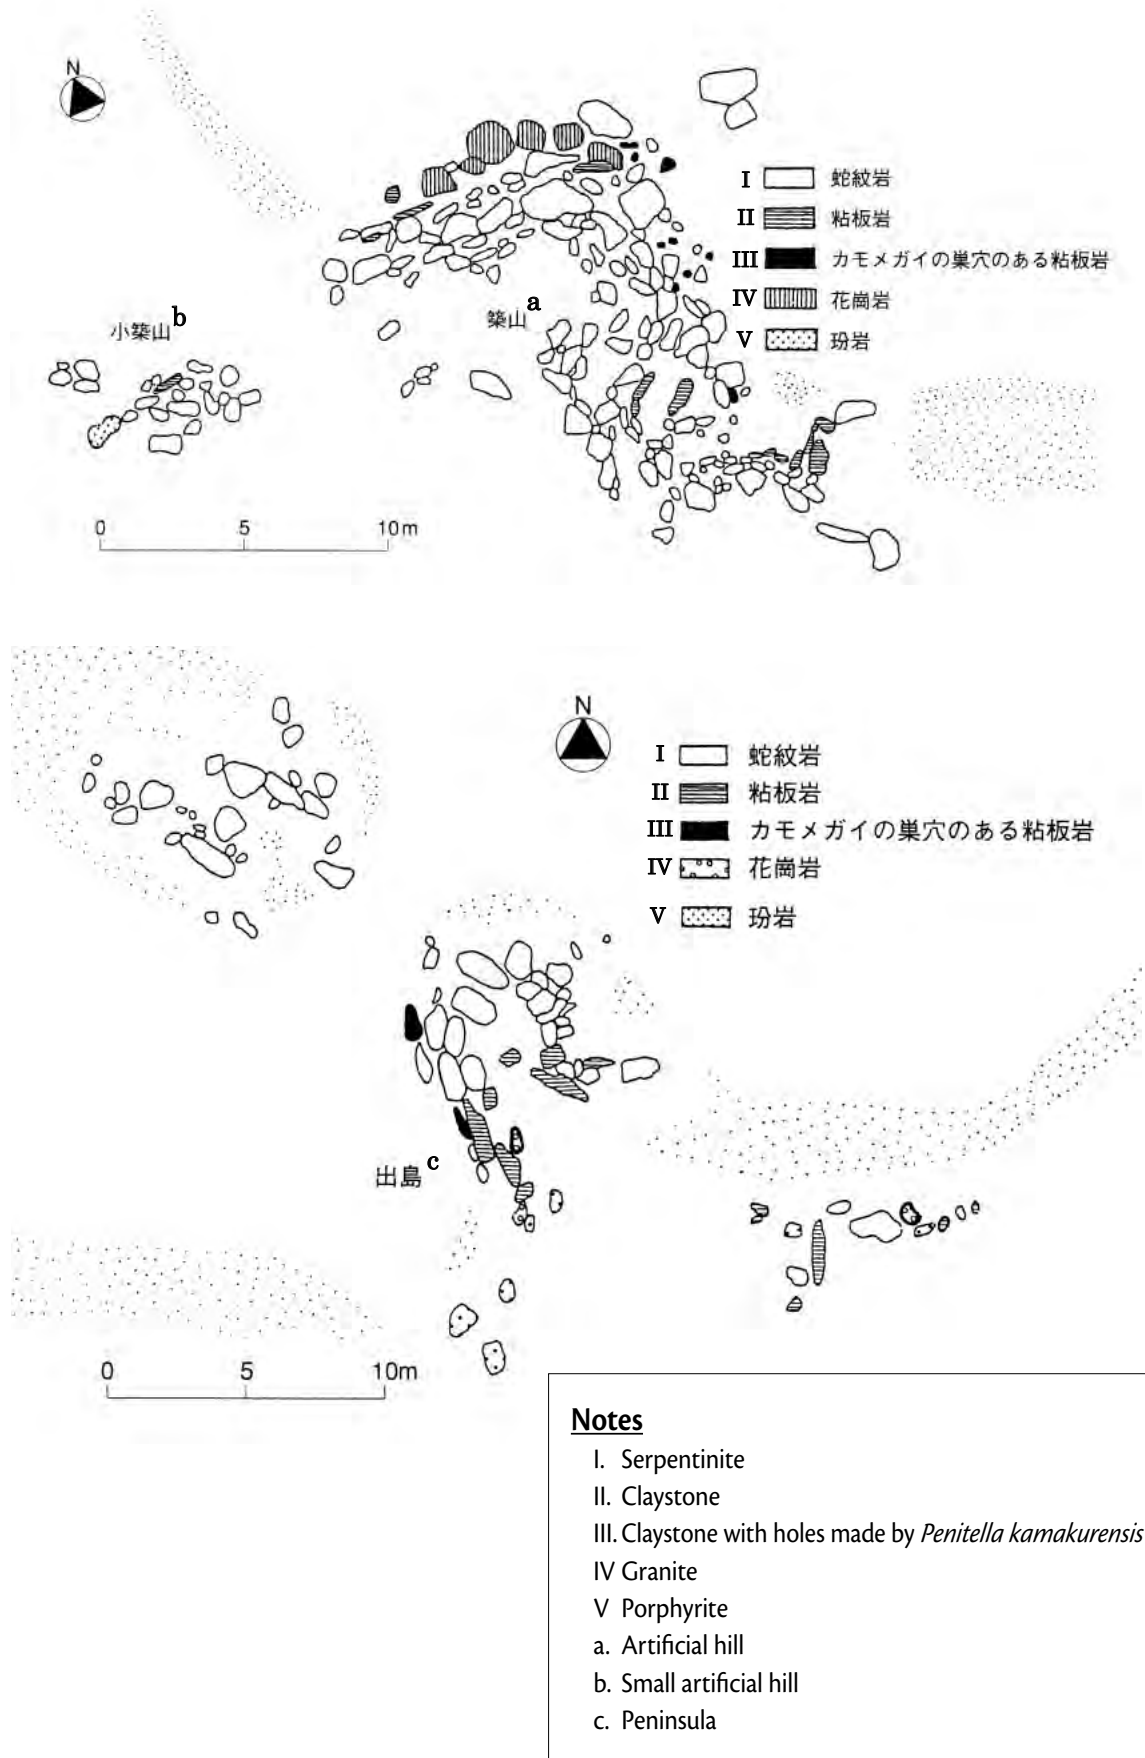 N
I 蛇紋岩
II 粘板岩
III カモメガイの巣穴のある粘板岩
IV 花崗岩
V 玢岩
築山 a
小築山 b
0 5 10m
N
I 蛇紋岩
II 粘板岩
III カモメガイの巣穴のある粘板岩
IV 花崗岩
V 玢岩
出島 c
0 5 10m
Notes
I. Serpentinite
II. Claystone
III. Claystone with holes made by Penitella kamakurensis
IV Granite
V Porphyrite
a. Artificial hill
b. Small artificial hill
c. Peninsula